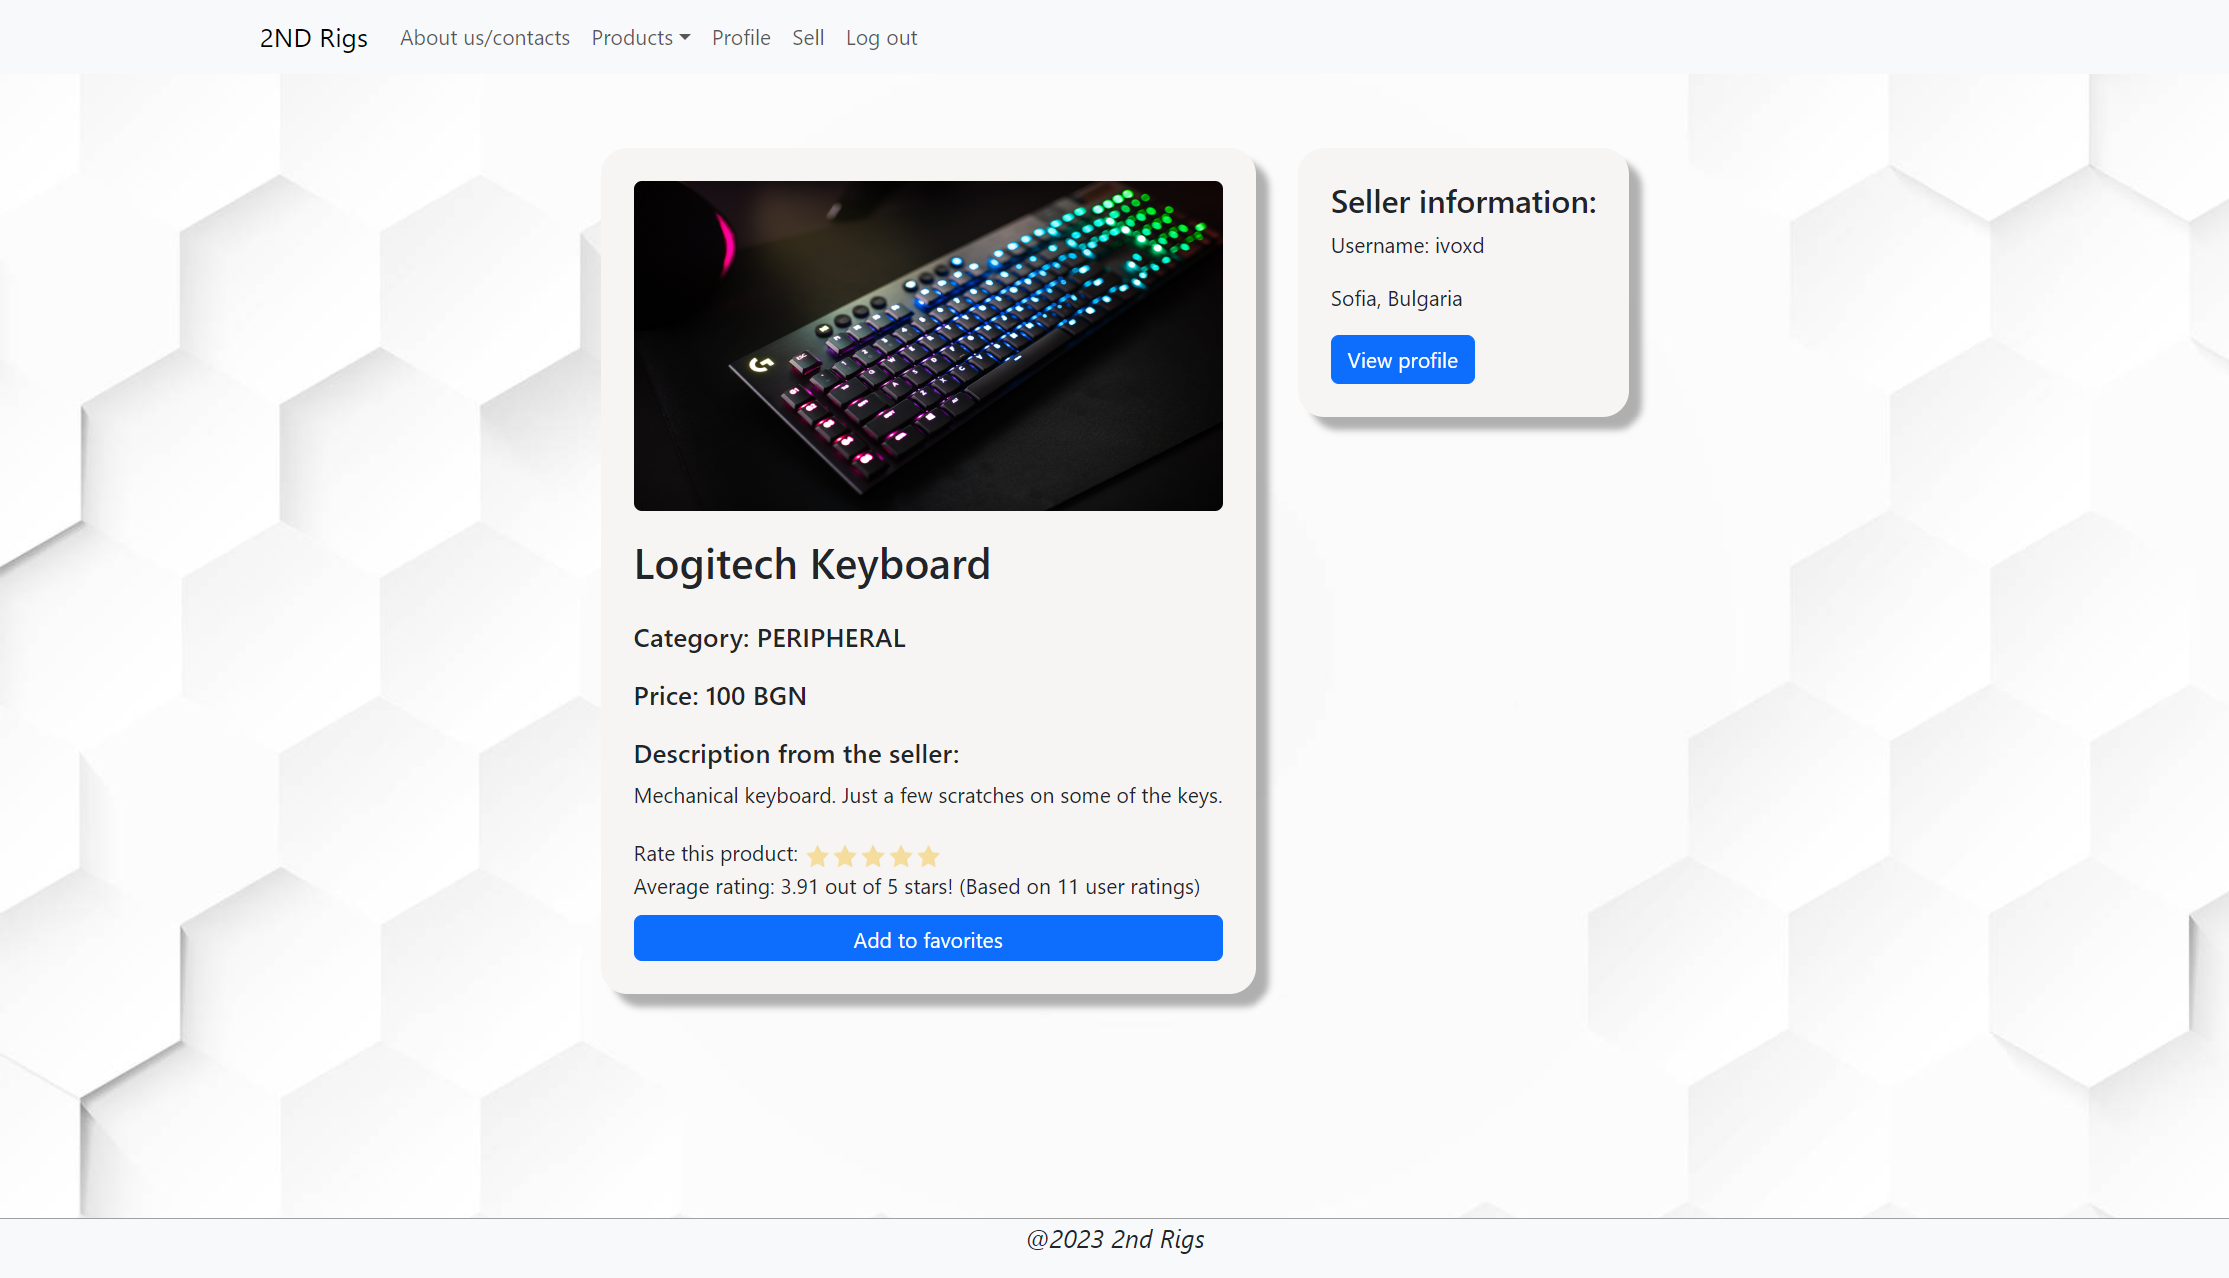 2ND Rigs About us/contacts Products Profile Sell Log out
Logitech Keyboard
Category: PERIPHERAL
Price: 100 BGN
Description from the seller:
Mechanical keyboard. Just a few scratches on some of the keys.
Rate this product:
Average rating: 3.91 out of 5 stars! (Based on 11 user ratings)
Add to favorites
Seller information:
Username: ivoxd
Sofia, Bulgaria
View profile
@2023 2nd Rigs